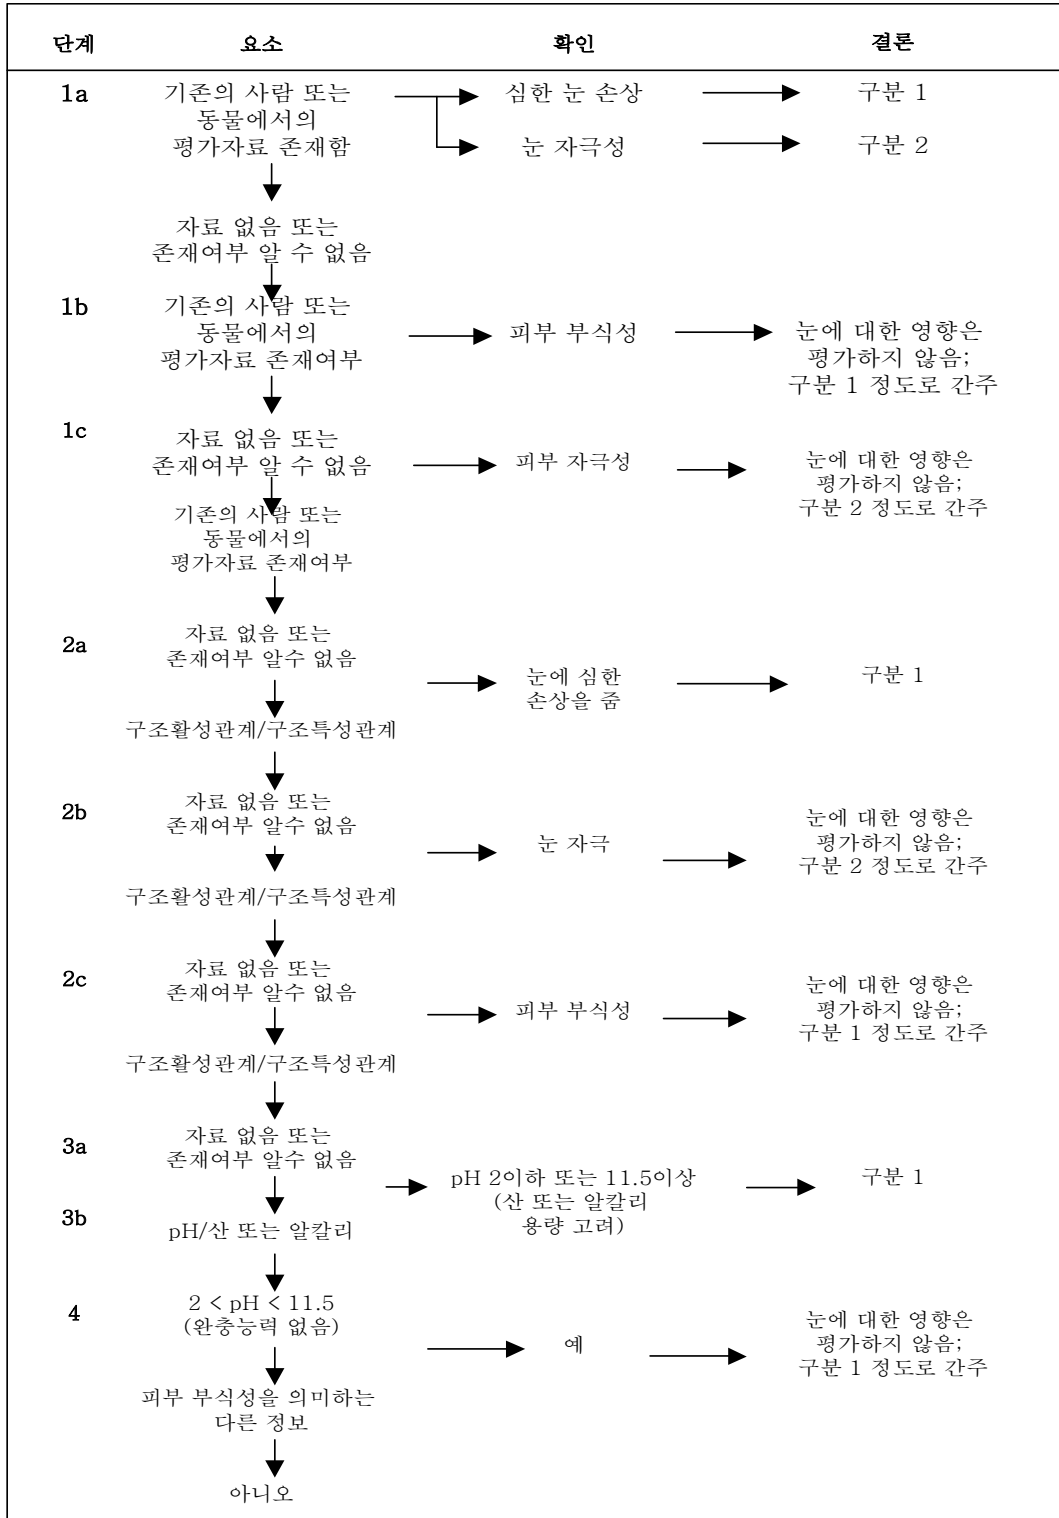 단계 요소 확인 결론
1a 기존의 사람 또는 심한 눈 손상 구분 1
동물에서의
평가자료 존재함 눈 자극성 구분 2
자료 없음 또는
존재여부 알 수 없음
1b 기존의 사람 또는
동물에서의 피부 부식성 눈에 대한 영향은
평가자료 존재여부 평가하지 않음;
구분 1 정도로 간주
1c 자료 없음 또는
존재여부 알 수 없음 피부 자극성 눈에 대한 영향은
평가하지 않음;
구분 2 정도로 간주
기존의 사람 또는
동물에서의
평가자료 존재여부
2a 자료 없음 또는
존재여부 알수 없음
눈에 심한 구분 1
손상을 줌
구조활성관계/구조특성관계
2b 자료 없음 또는
존재여부 알수 없음
눈 자극 눈에 대한 영향은
평가하지 않음;
구분 2 정도로 간주
구조활성관계/구조특성관계
2c 자료 없음 또는
존재여부 알수 없음
피부 부식성 눈에 대한 영향은
평가하지 않음;
구분 1 정도로 간주
구조활성관계/구조특성관계
3a 자료 없음 또는
존재여부 알수 없음
pH 2이하 또는 11.5이상 구분 1
(산 또는 알칼리
용량 고려)
3b pH/산 또는 알칼리
4 2 < pH < 11.5
(완충능력 없음)
예 눈에 대한 영향은
평가하지 않음;
구분 1 정도로 간주
피부 부식성을 의미하는
다른 정보
아니오